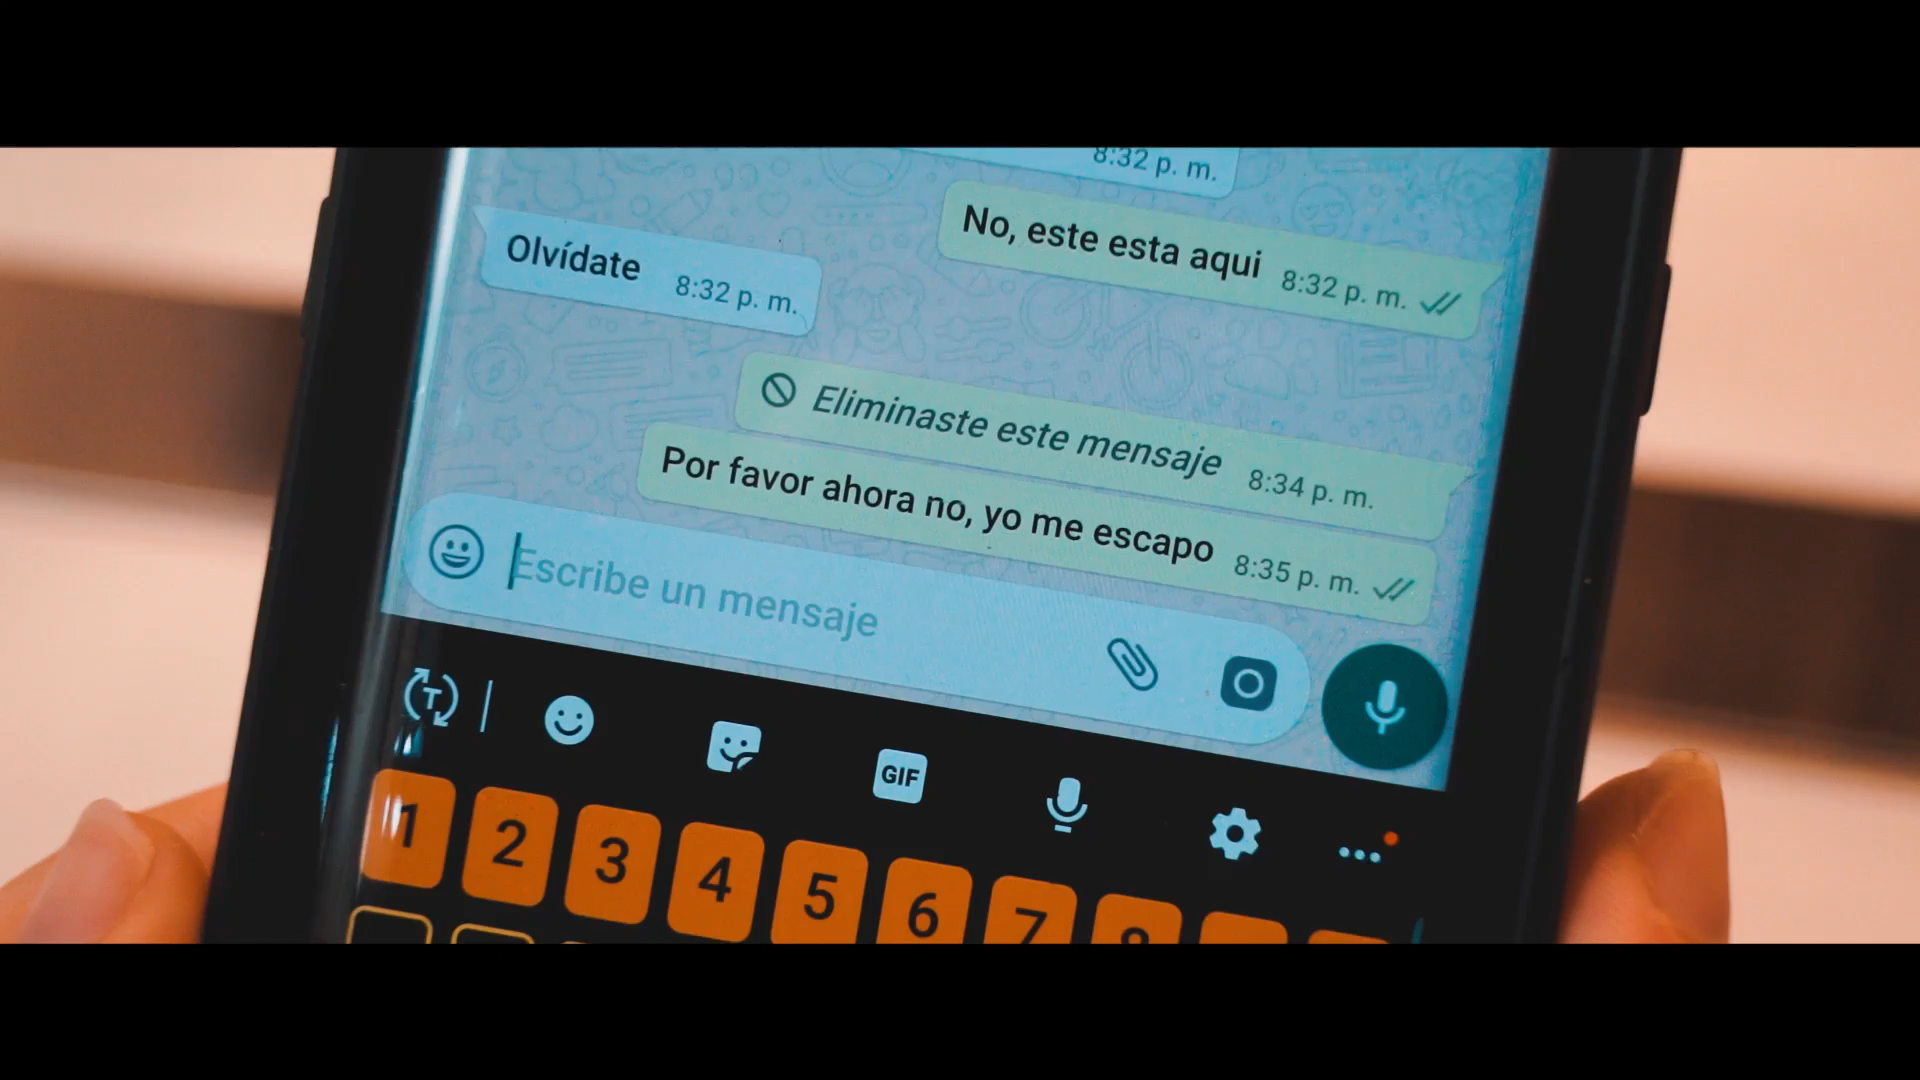 8:32 p. m.
No, este esta aqui 8:32 p. m.
Olvídate 8:32 p. m.
Eliminaste este mensaje 8:34 p. m.
Por favor ahora no, yo me escapo 8:35 p. m.
Escribe un mensaje
T
GIF
1 2 3 4 5 6 7 8